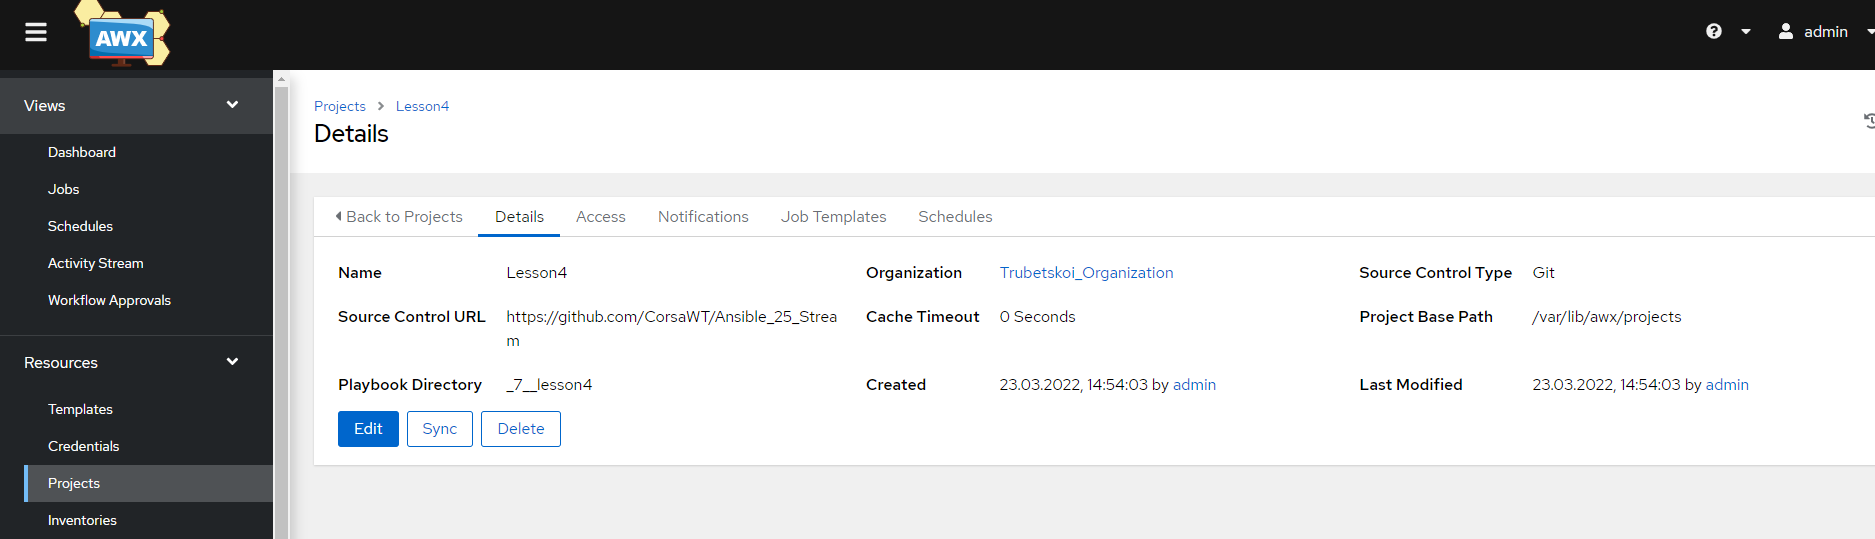 AWX
admin
Views
Dashboard
Jobs
Schedules
Activity Stream
Workflow Approvals
Resources
Templates
Credentials
Projects
Inventories
Projects > Lesson4
Details
Back to Projects Details Access Notifications Job Templates Schedules
Name Lesson4 Organization Trubetskoi_Organization Source Control Type Git
Source Control URL https://github.com/CorsaWT/Ansible_25_Strea Cache Timeout 0 Seconds Project Base Path /var/lib/awx/projects
m
Playbook Directory _7__lesson4 Created 23.03.2022, 14:54:03 by admin Last Modified 23.03.2022, 14:54:03 by admin
Edit Sync Delete